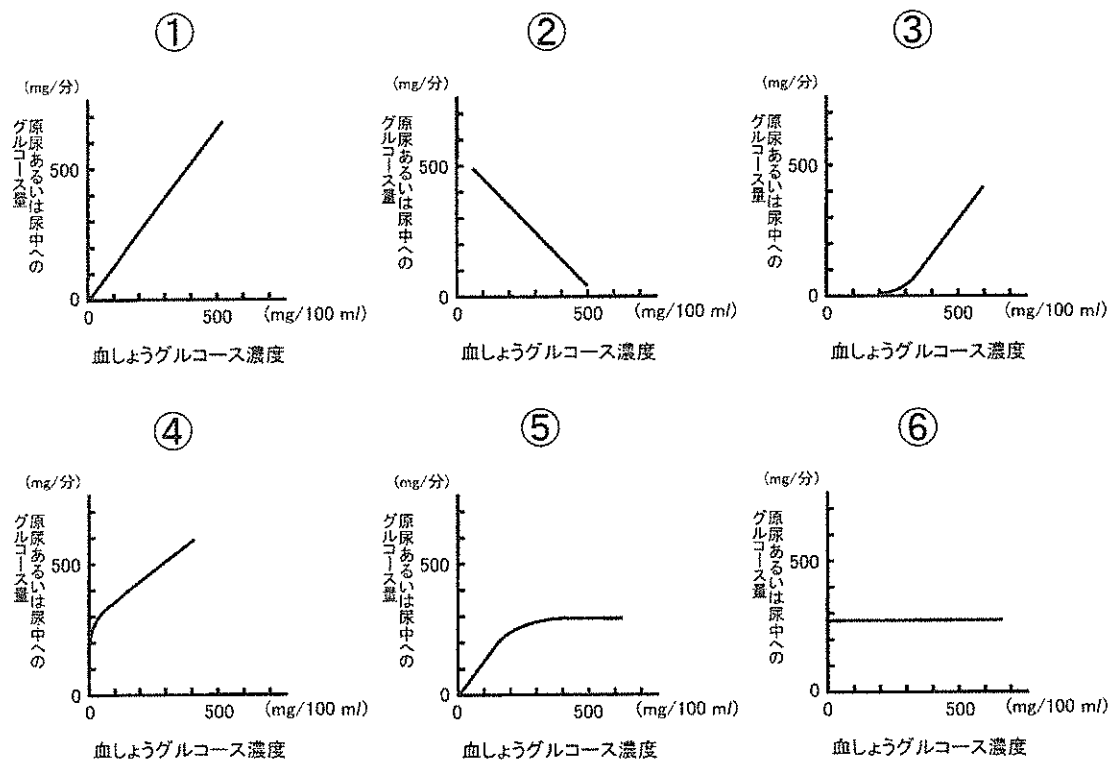 ①
(mg/分)
原尿あるいは尿中への
グルコース量
500
0
0
500
(mg/100 ml)
血しょうグルコース濃度
②
(mg/分)
原尿あるいは尿中への
グルコース量
500
0
0
500
(mg/100 ml)
血しょうグルコース濃度
③
(mg/分)
原尿あるいは尿中への
グルコース量
500
0
0
500
(mg/100 ml)
血しょうグルコース濃度
④
(mg/分)
原尿あるいは尿中への
グルコース量
500
0
0
500
(mg/100 ml)
血しょうグルコース濃度
⑤
(mg/分)
原尿あるいは尿中への
グルコース量
500
0
0
500
(mg/100 ml)
血しょうグルコース濃度
⑥
(mg/分)
原尿あるいは尿中への
グルコース量
500
0
0
500
(mg/100 ml)
血しょうグルコース濃度